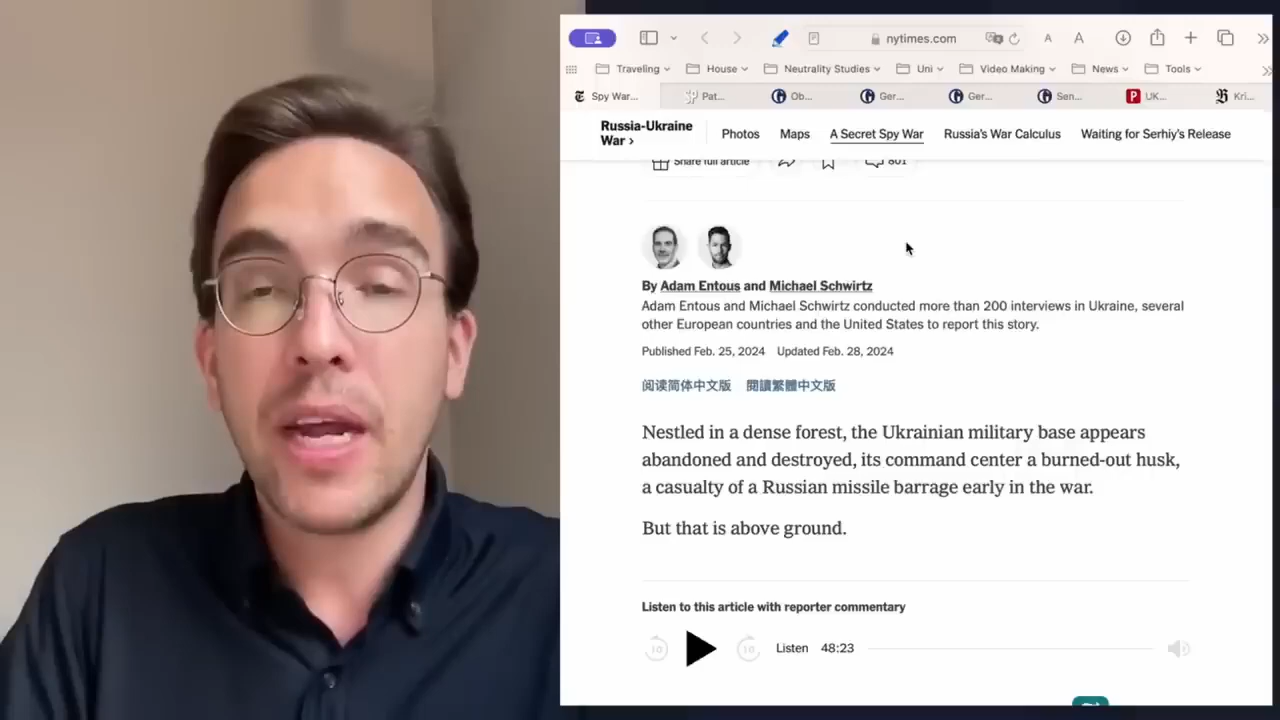 nytimes.com
A A
Traveling House Neutrality Studies Uni Video Making News Tools
Spy War... Pat... Ob... Ger... Ger... Sen... UK... Kri...
Russia-Ukraine
War >
Photos Maps A Secret Spy War Russia's War Calculus Waiting for Serhiy's Release
Share full article 801
By Adam Entous and Michael Schwirtz
Adam Entous and Michael Schwirtz conducted more than 200 interviews in Ukraine, several
other European countries and the United States to report this story.
Published Feb. 25, 2024 Updated Feb. 28, 2024
阅读简体中文版 閱讀繁體中文版
Nestled in a dense forest, the Ukrainian military base appears
abandoned and destroyed, its command center a burned-out husk,
a casualty of a Russian missile barrage early in the war.
But that is above ground.
Listen to this article with reporter commentary
10 10 Listen 48:23